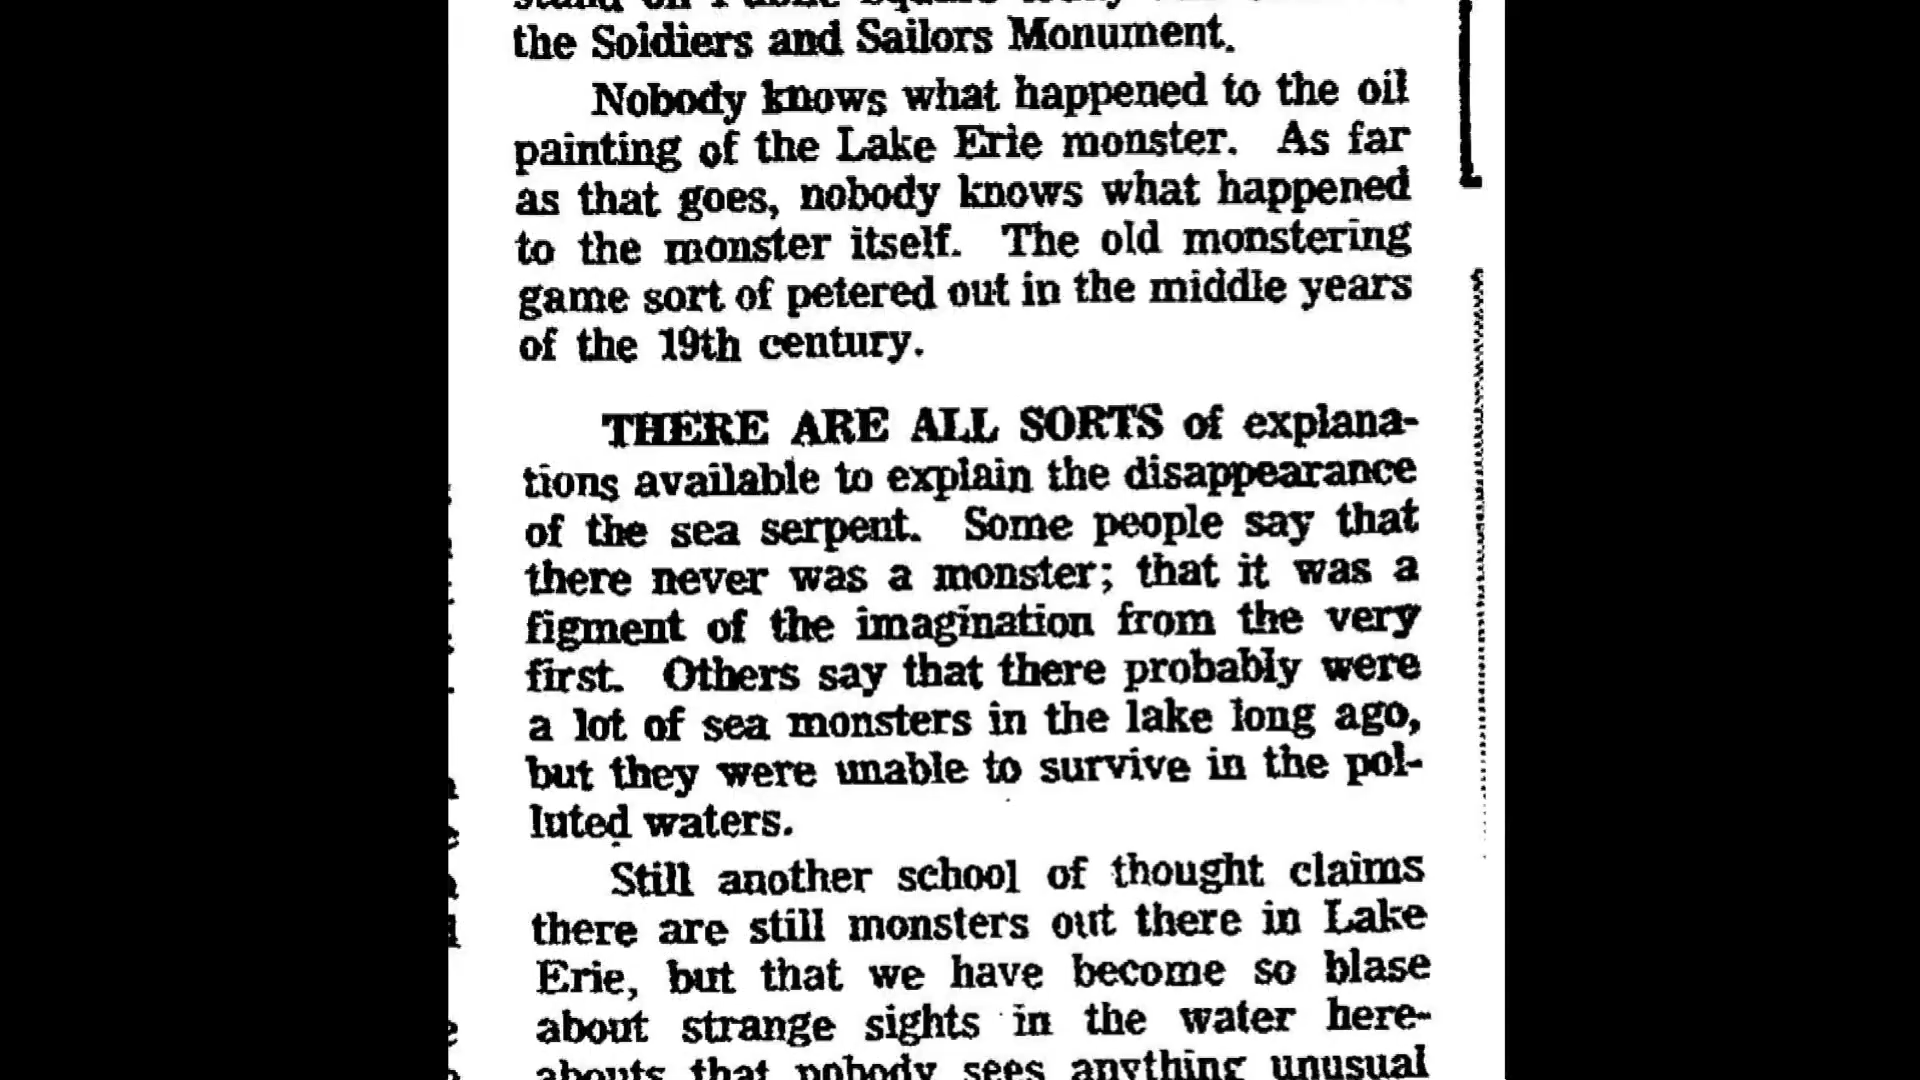 the Soldiers and Sailors Monument.
Nobody knows what happened to the oil
painting of the Lake Erie monster. As far
as that goes, nobody knows what happened
to the monster itself. The old monstering
game sort of petered out in the middle years
of the 19th century.
THERE ARE ALL SORTS of explana-
tions available to explain the disappearance
of the sea serpent. Some people say that
there never was a monster; that it was a
figment of the imagination from the very
first. Others say that there probably were
a lot of sea monsters in the lake long ago,
but they were unable to survive in the pol-
luted waters.
Still another school of thought claims
there are still monsters out there in Lake
Erie, but that we have become so blase
about strange sights in the water here-
abouts that nobody sees anything unusual